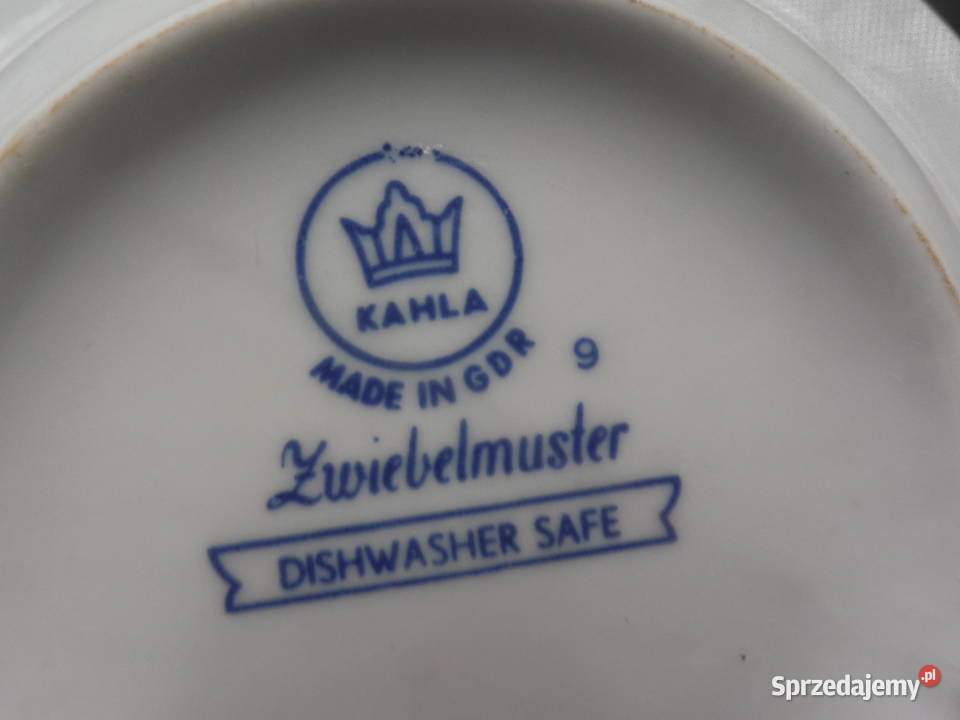 KAHLA
MADE IN GDR
9
Zwiebelmuster
DISHWASHER SAFE
Sprzedajemy.pl